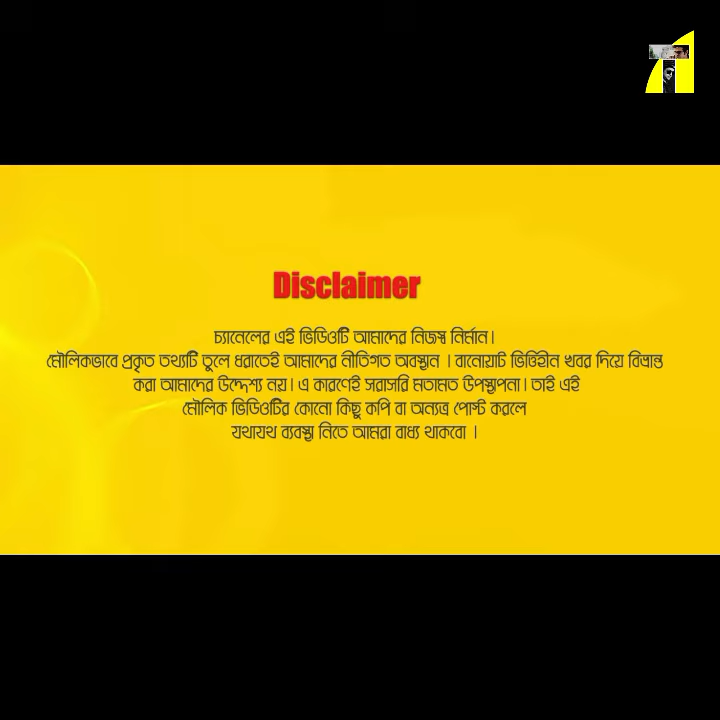 Disclaimer
চ্যানেলের এই ভিডিওটি আমাদের নিজস্ব নির্মান।
মৌলিকভাবে প্রকৃত তথ্যটি তুলে ধরাতেই আমাদের নীতিগত অবস্থান । বানোয়াট ভিত্তিহীন খবর দিয়ে বিভ্রান্ত
করা আমাদের উদ্দেশ্য নয়। এ কারণেই সরাসরি মতামত উপস্থাপনা। তাই এই
মৌলিক ভিডিওটির কোনো কিছু কপি বা অন্যত্র পোস্ট করলে
যথাযথ ব্যবস্থা নিতে আমরা বাধ্য থাকবো ।